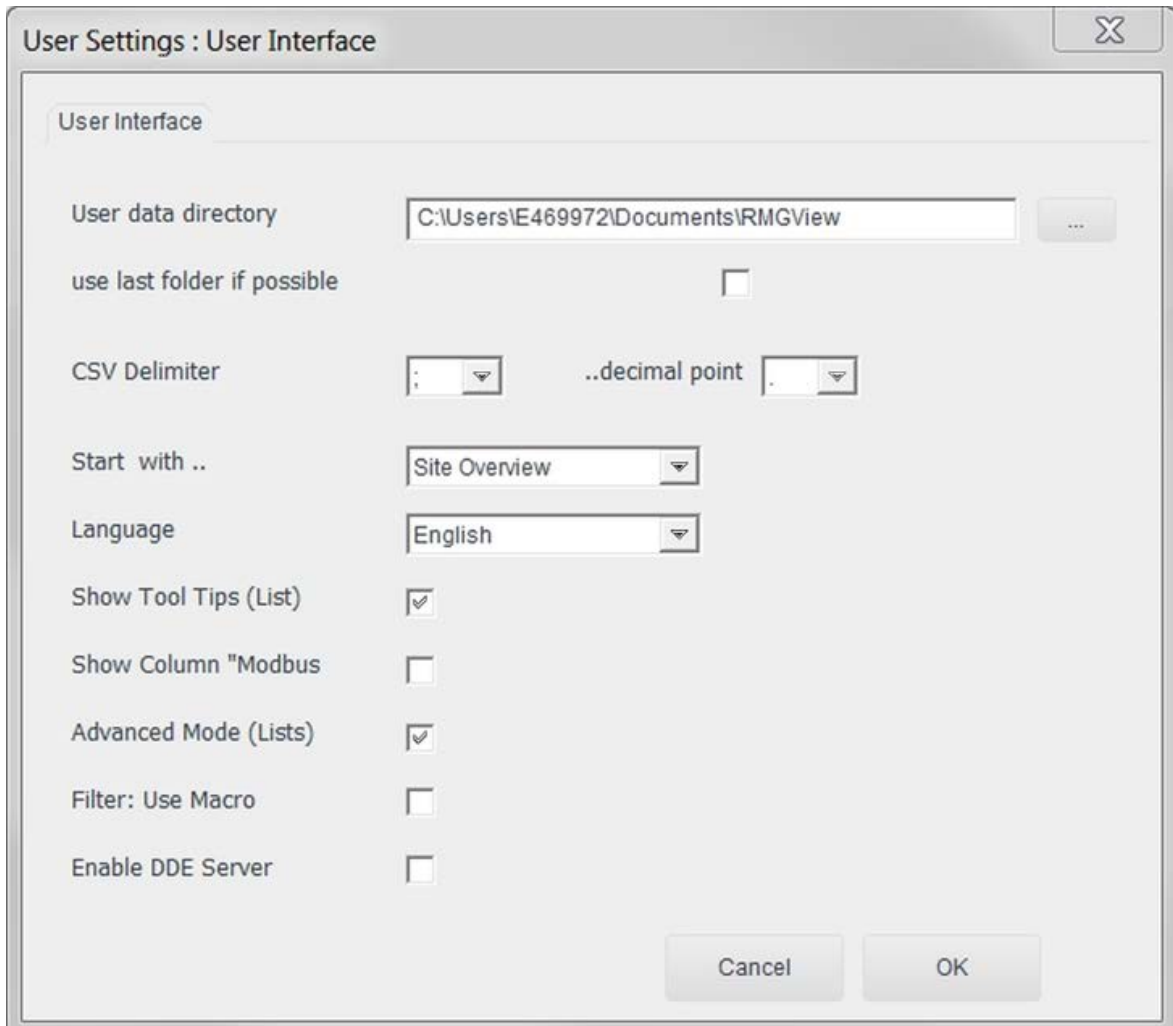 User Settings : User Interface
User Interface
User data directory C:\Users\E469972\Documents\RMGView ...
use last folder if possible
CSV Delimiter ; ..decimal point .
Start with .. Site Overview
Language English
Show Tool Tips (List)
Show Column "Modbus
Advanced Mode (Lists)
Filter: Use Macro
Enable DDE Server
Cancel OK